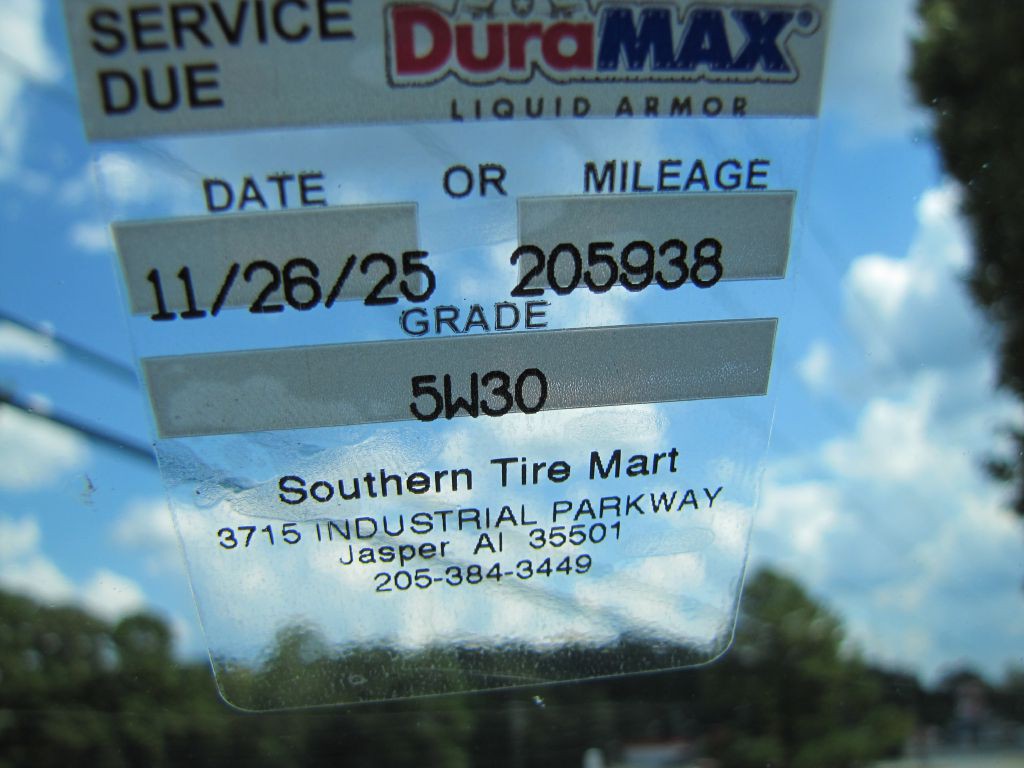 SERVICE DUE
DuraMAX®
LIQUID ARMOR
DATE OR MILEAGE
11/26/25 205938
GRADE
5W30
Southern Tire Mart
3715 INDUSTRIAL PARKWAY
Jasper Al 35501
205-384-3449